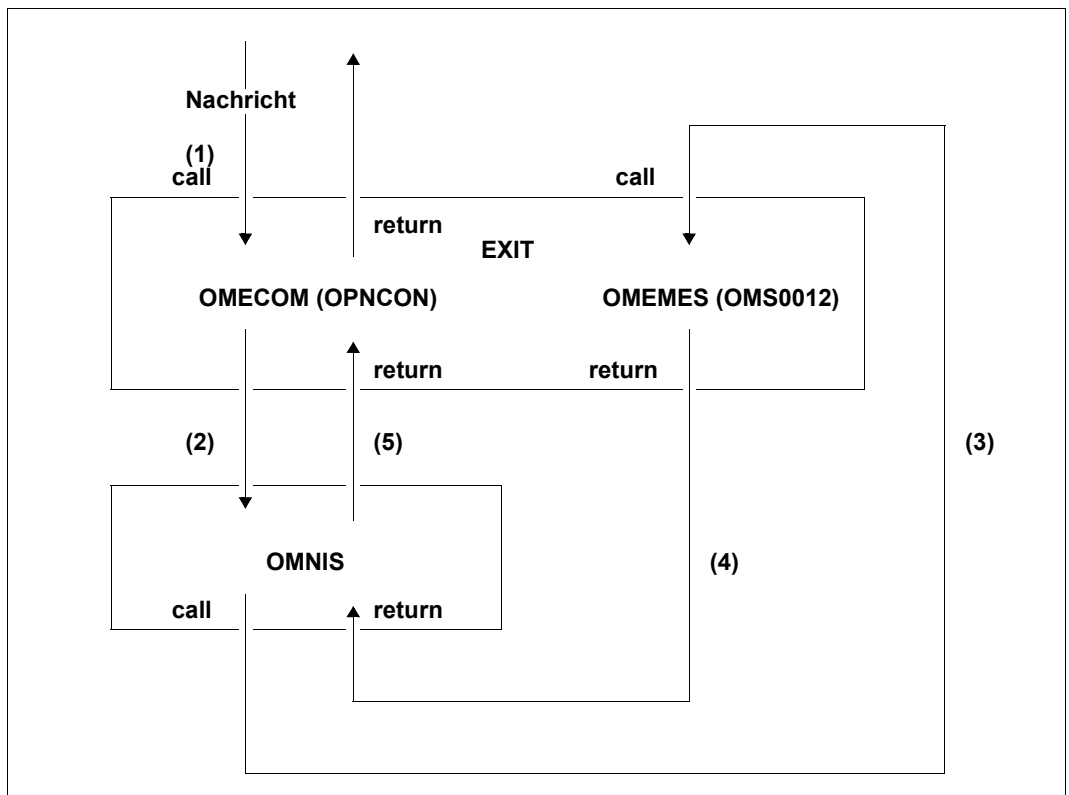 Nachricht
(1)
call
call
return
EXIT
OMECOM (OPNCON)
OMEMES (OMS0012)
return
return
(2)
(5)
(3)
OMNIS
(4)
call
return